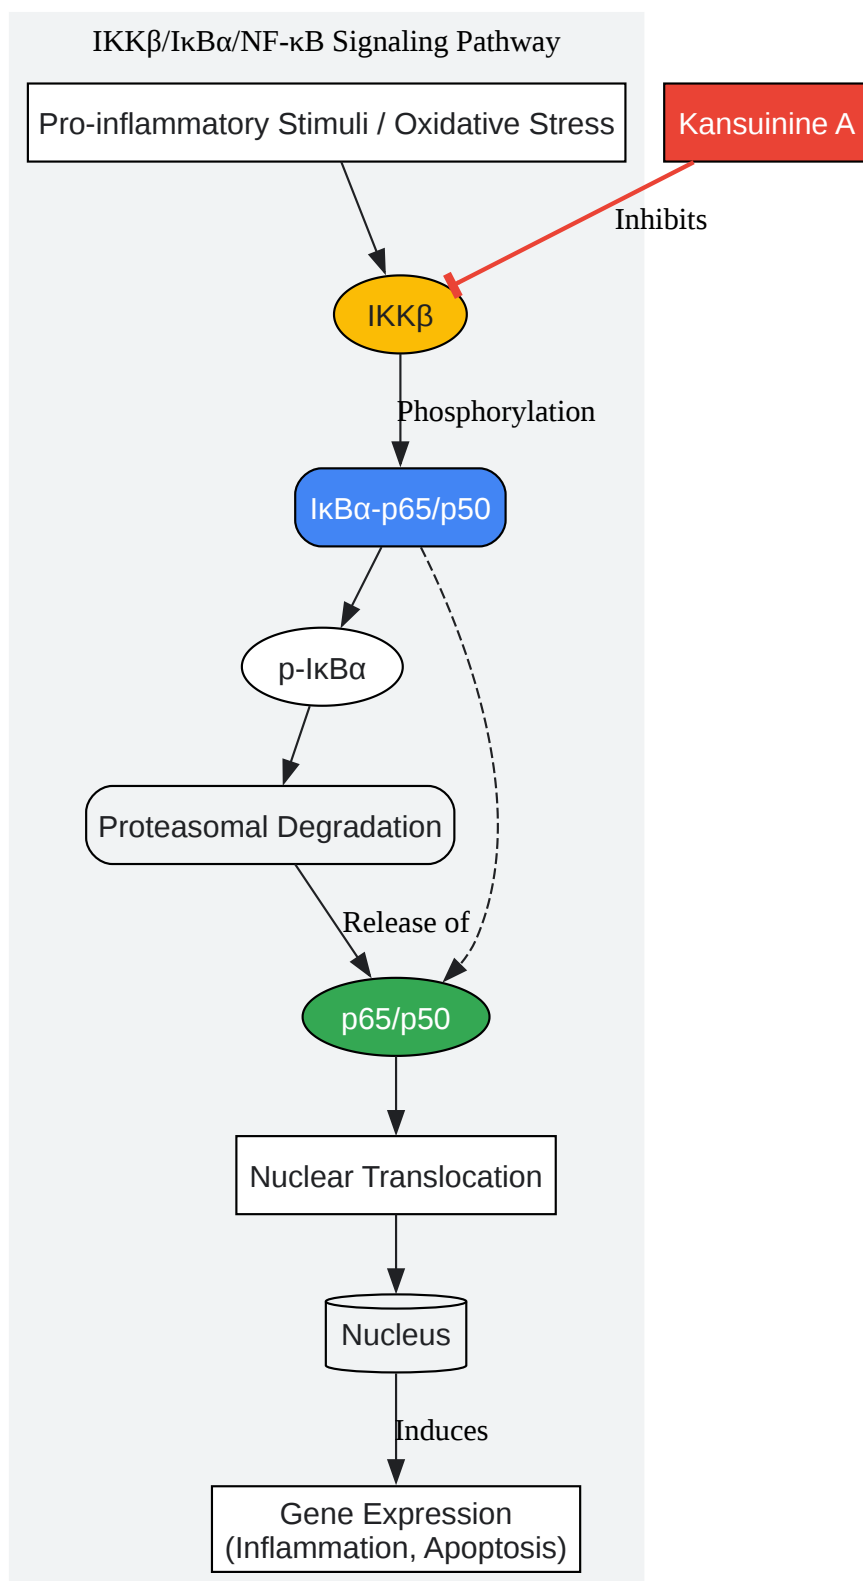 IKKβ/IκBα/NF-κB Signaling Pathway
Pro-inflammatory Stimuli / Oxidative Stress
Kansuinine A
Inhibits
IKKβ
Phosphorylation
IκBα-p65/p50
p-IκBα
Proteasomal Degradation
Release of
p65/p50
Nuclear Translocation
Nucleus
Induces
Gene Expression
(Inflammation, Apoptosis)